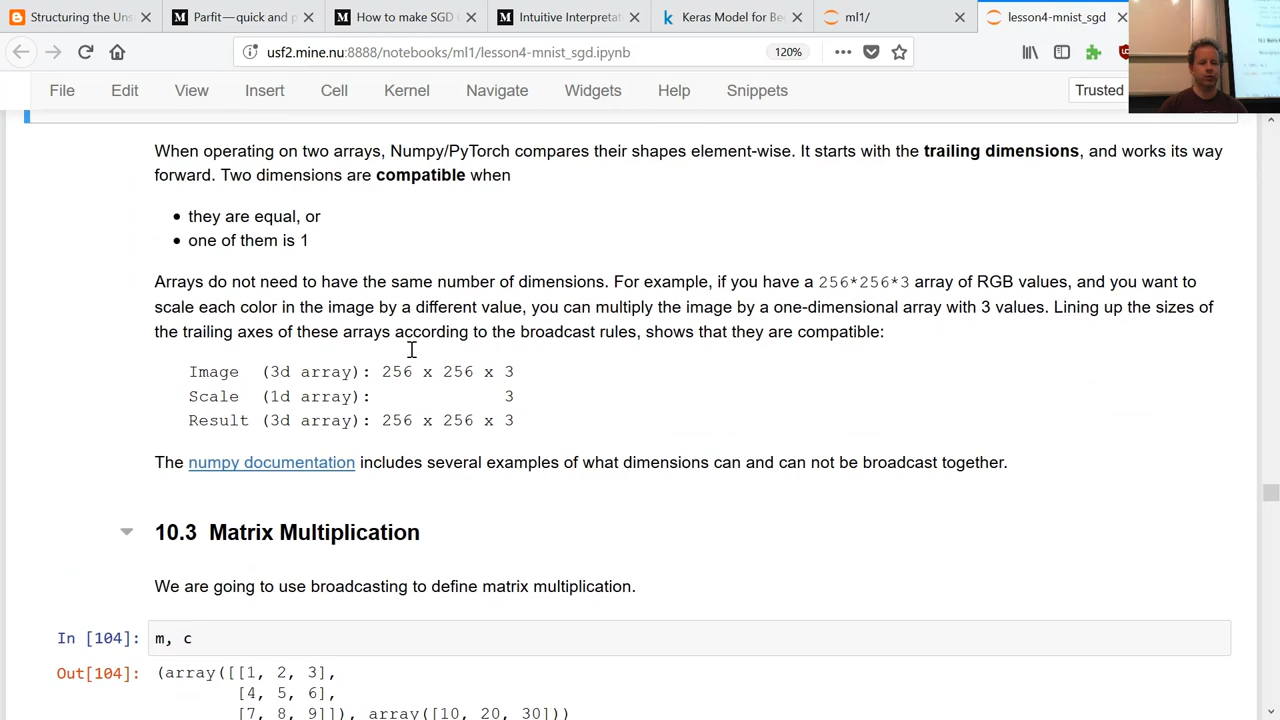 Structuring the Uns
Parfit — quick and p
How to make SGD
Intuitive Interpretat
Keras Model for Be
ml1/
lesson4-mnist_sgd
usf2.mine.nu:8888/notebooks/ml1/lesson4-mnist_sgd.ipynb
120%
File Edit View Insert Cell Kernel Navigate Widgets Help Snippets
Trusted
When operating on two arrays, Numpy/PyTorch compares their shapes element-wise. It starts with the trailing dimensions, and works its way
forward. Two dimensions are compatible when
• they are equal, or
• one of them is 1
Arrays do not need to have the same number of dimensions. For example, if you have a 256*256*3 array of RGB values, and you want to
scale each color in the image by a different value, you can multiply the image by a one-dimensional array with 3 values. Lining up the sizes of
the trailing axes of these arrays according to the broadcast rules, shows that they are compatible:
Image (3d array): 256 x 256 x 3
Scale (1d array): 3
Result (3d array): 256 x 256 x 3
The numpy documentation includes several examples of what dimensions can and can not be broadcast together.
10.3 Matrix Multiplication
We are going to use broadcasting to define matrix multiplication.
In [104]: m, c
Out[104]: (array([[1, 2, 3],
[4, 5, 6],
[7, 8, 9]]), array([10, 20, 30]))